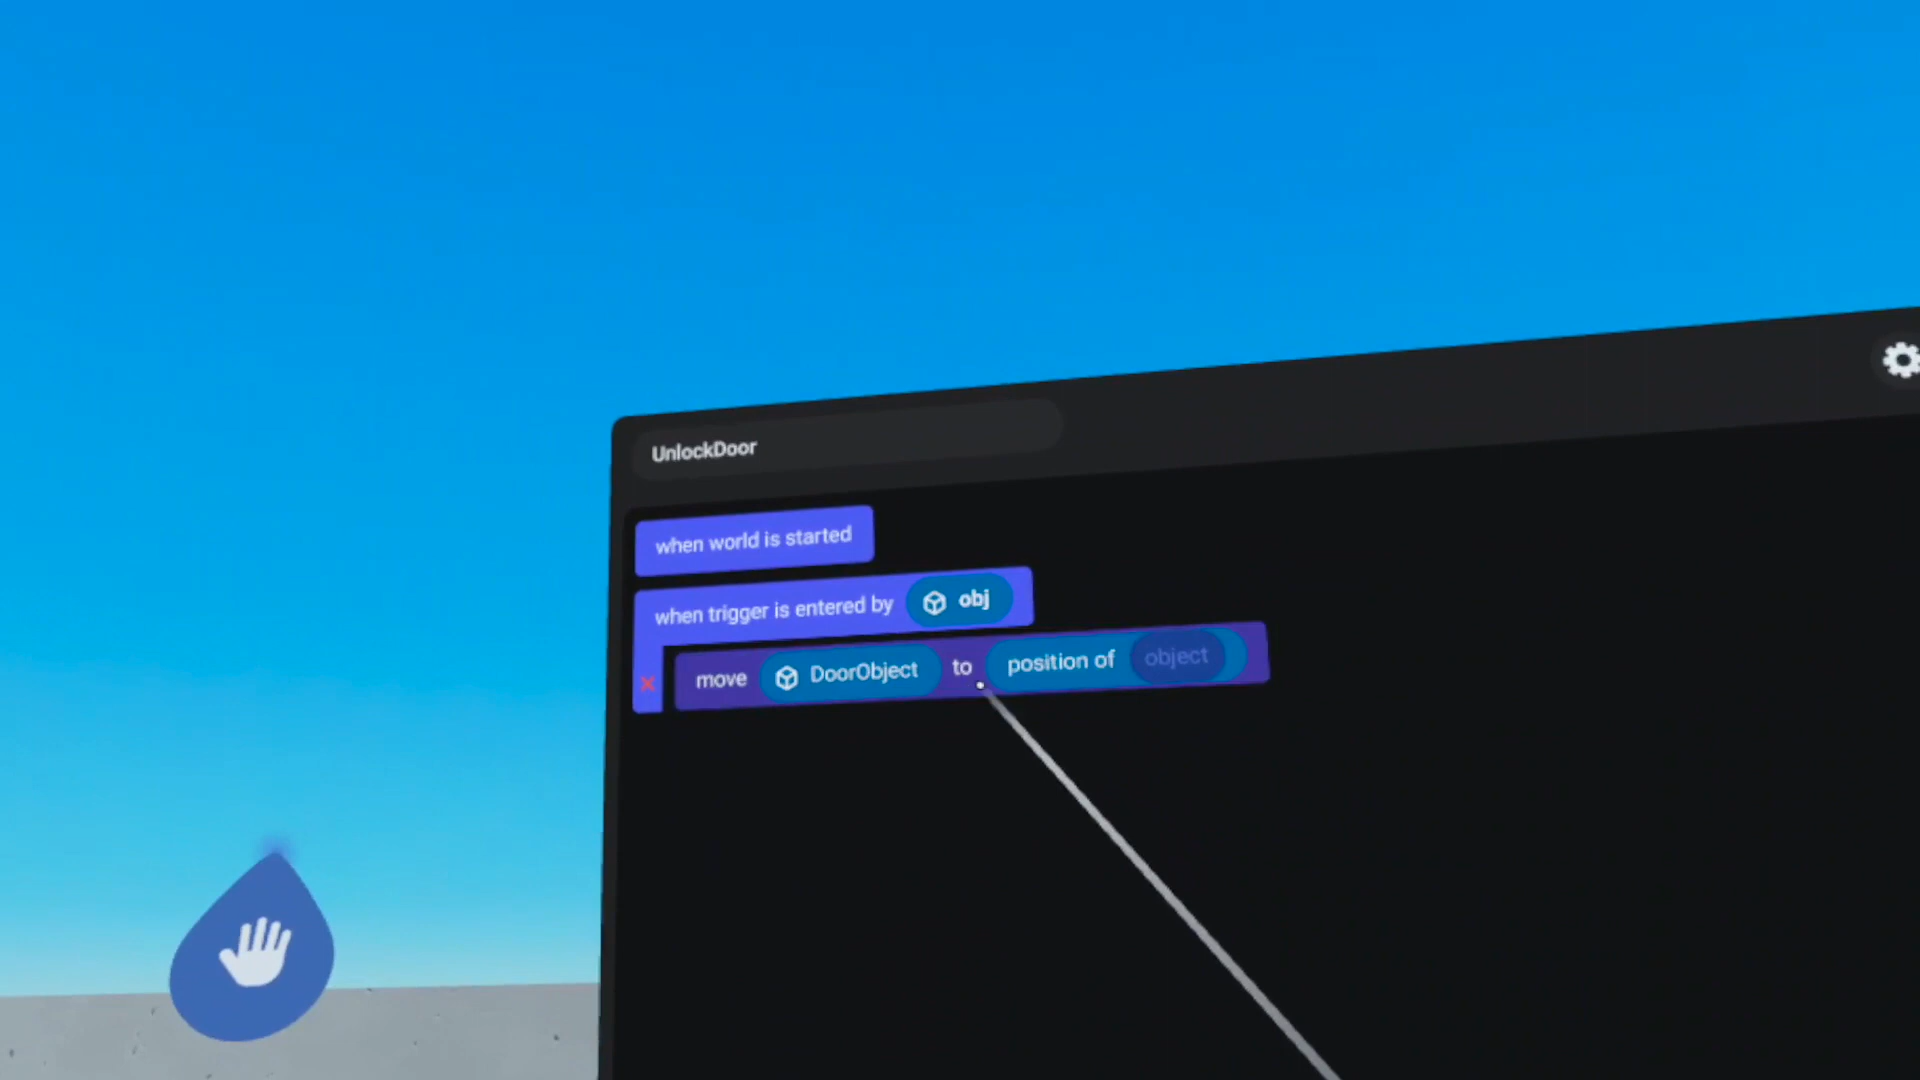 UnlockDoor
when world is started
when trigger is entered by obj
move DoorObject to position of object